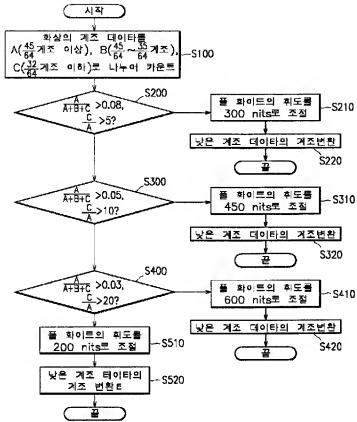 시작
화상의 계조 데이타를
A(45/64계조 이상), B(45/64~35/64계조),
C(32/64계조 이하)로 나누어 카운트
S100
S200
A/A+B+C >0.08,
C/A >5?
풀 화이트의 휘도를
300 nits로 조절
S210
낮은 계조 데이타의 계조변환
S220
끝
S300
A/A+B+C >0.05,
C/A >10?
풀 화이트의 휘도를
450 nits로 조절
S310
낮은 계조 데이타의 계조변환
S320
끝
S400
A/A+B+C >0.03,
C/A >20?
풀 화이트의 휘도를
600 nits로 조절
S410
낮은 계조 데이타의 계조변환
S420
풀 화이트의 휘도를
200 nits로 조절
S510
낮은 계조 데이타의
계조 변환
S520
끝